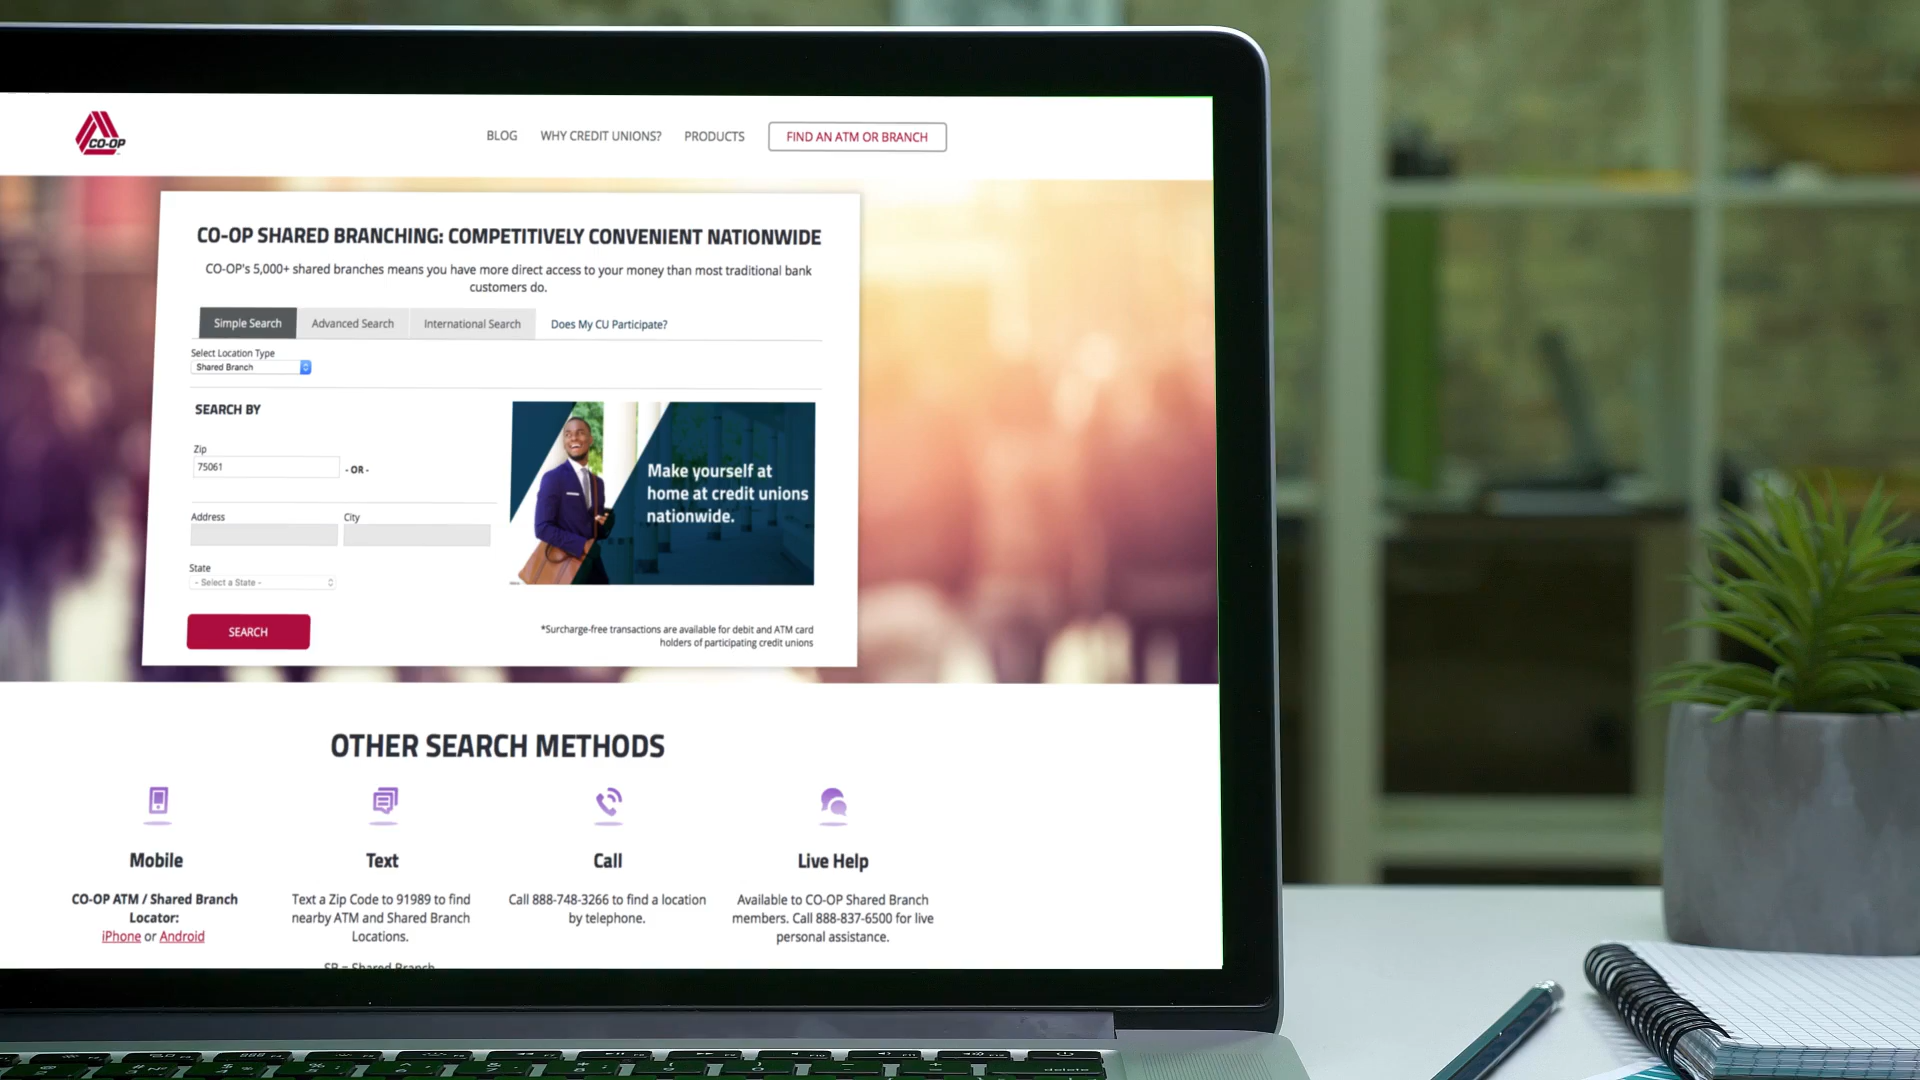 CO-OP
BLOG
WHY CREDIT UNIONS?
PRODUCTS
FIND AN ATM OR BRANCH
CO-OP SHARED BRANCHING: COMPETITIVELY CONVENIENT NATIONWIDE
CO-OP's 5,000+ shared branches means you have more direct access to your money than most traditional bank
customers do.
Simple Search
Advanced Search
International Search
Does My CU Participate?
Select Location Type
Shared Branch
SEARCH BY
Zip
75061
- OR -
Address
City
State
- Select a State -
SEARCH
Make yourself at
home at credit unions
nationwide.
*Surcharge-free transactions are available for debit and ATM card
holders of participating credit unions
OTHER SEARCH METHODS
Mobile
CO-OP ATM / Shared Branch
Locator:
iPhone or Android
Text
Text a Zip Code to 91989 to find
nearby ATM and Shared Branch
Locations.
SB = Shared Branch
Call
Call 888-748-3266 to find a location
by telephone.
Live Help
Available to CO-OP Shared Branch
members. Call 888-837-6500 for live
personal assistance.
delete